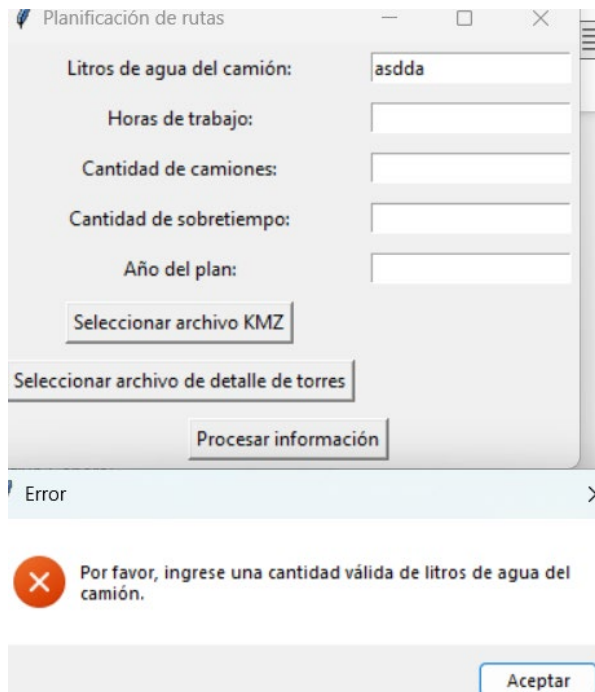 Planificación de rutas
Litros de agua del camión:
asdda
Horas de trabajo:
Cantidad de camiones:
Cantidad de sobretiempo:
Año del plan:
Seleccionar archivo KMZ
Seleccionar archivo de detalle de torres
Procesar información
Error
Por favor, ingrese una cantidad válida de litros de agua del
camión.
Aceptar